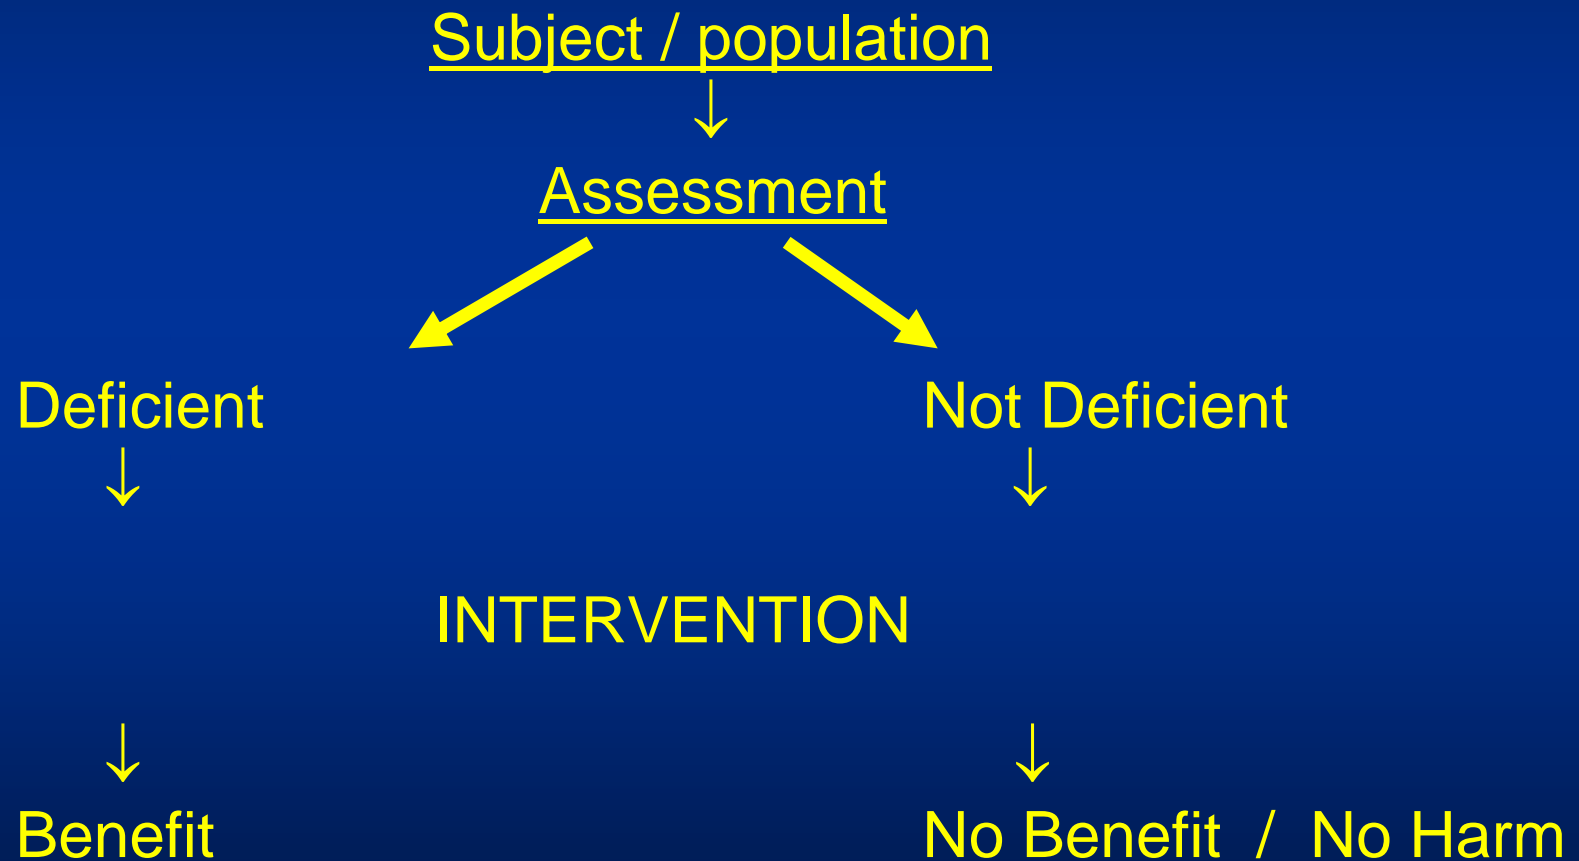 Subject / population
↓
Assessment
Deficient Not Deficient
↓ ↓
INTERVENTION
↓ ↓
Benefit No Benefit / No Harm